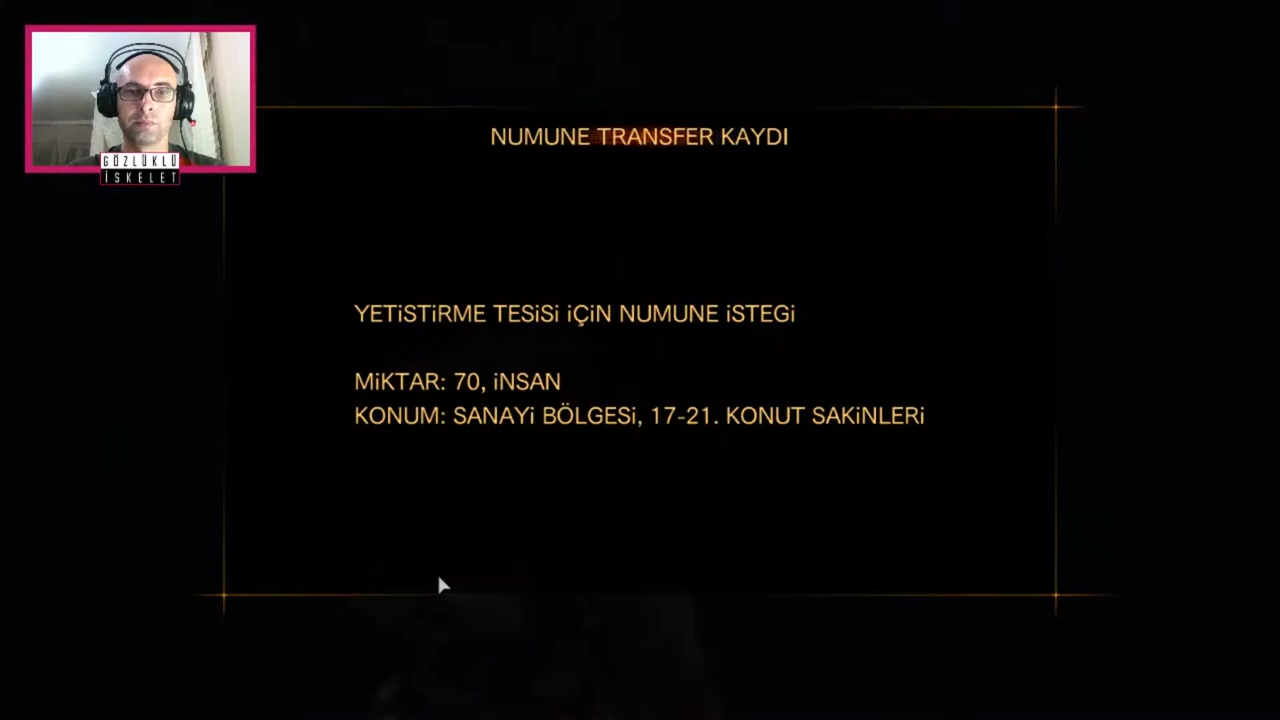 GÖZLÜKLÜ
İSKELET
NUMUNE TRANSFER KAYDI
YETiSTiRME TESiSi iÇiN NUMUNE iSTEGi
MiKTAR: 70, iNSAN
KONUM: SANAYi BÖLGESi, 17-21. KONUT SAKiNLERi